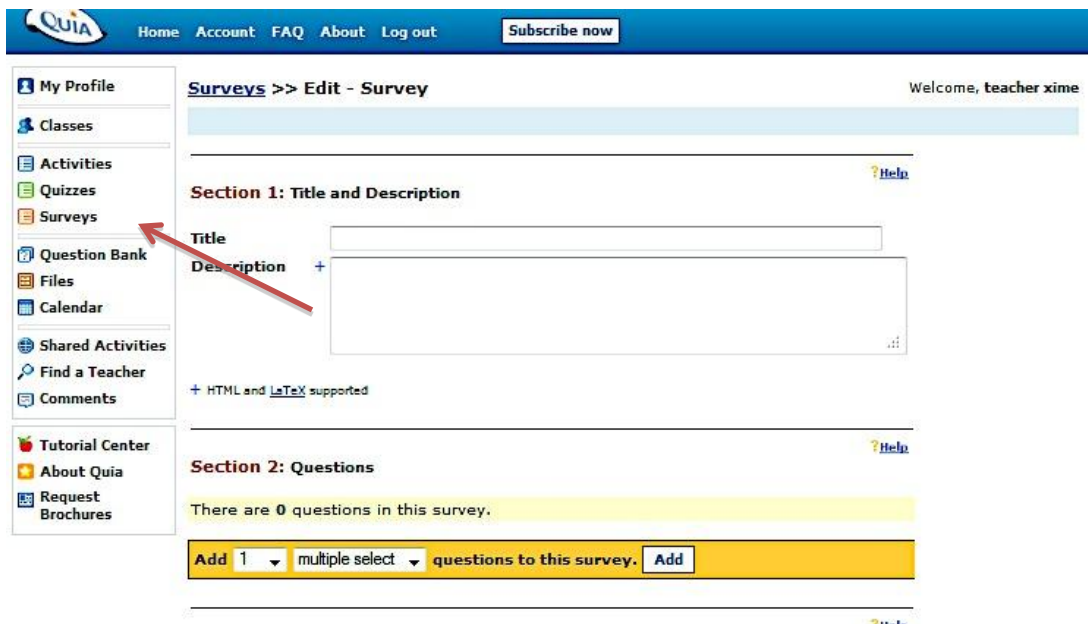 QUIA
Home Account FAQ About Log out Subscribe now
My Profile
Classes
Activities
Quizzes
Surveys
Question Bank
Files
Calendar
Shared Activities
Find a Teacher
Comments
Tutorial Center
About Quia
Request
Brochures
Surveys >> Edit - Survey
Welcome, teacher xime
?Help
Section 1: Title and Description
Title
Description +
+ HTML and LaTeX supported
?Help
Section 2: Questions
There are 0 questions in this survey.
Add 1 multiple select questions to this survey. Add
?Help